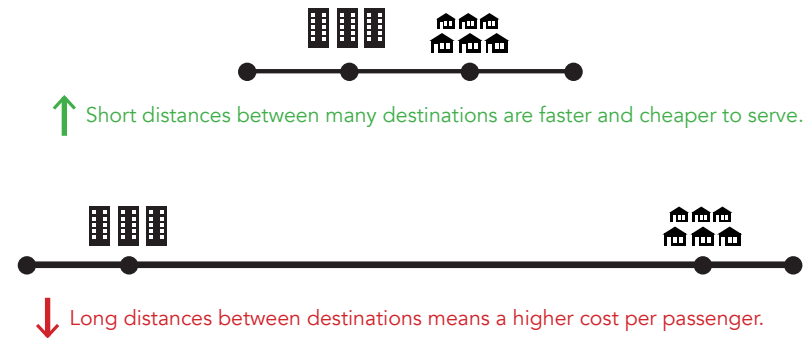 Short distances between many destinations are faster and cheaper to serve.
Long distances between destinations means a higher cost per passenger.